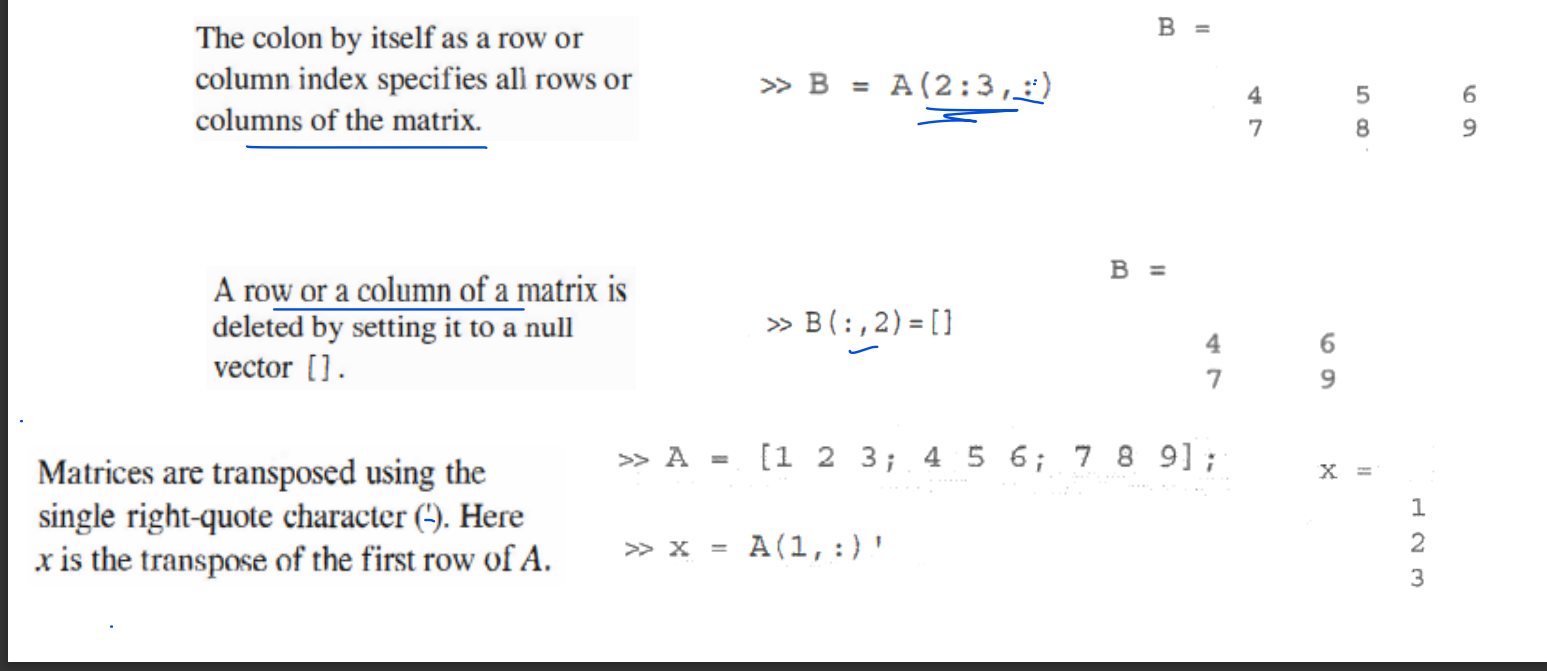 The colon by itself as a row or
column index specifies all rows or
columns of the matrix.
>> B = A(2:3,:)
B =
4 5 6
7 8 9
A row or a column of a matrix is
deleted by setting it to a null
vector [].
>> B(:,2)=[]
B =
4 6
7 9
Matrices are transposed using the
single right-quote character ('). Here
x is the transpose of the first row of A.
>> A = [1 2 3; 4 5 6; 7 8 9];
>> x = A(1,:)'
x =
1
2
3